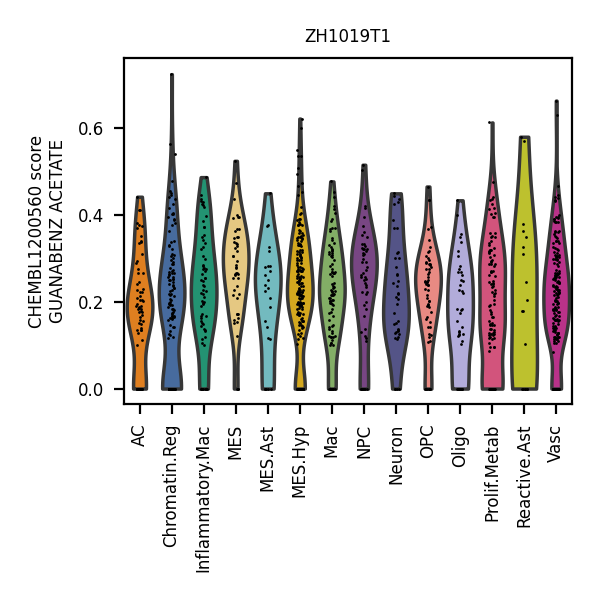 ZH1019T1
CHEMBL1200560 score
GUANABENZ ACETATE
0.6
0.4
0.2
0.0
AC
Chromatin.Reg
Inflammatory.Mac
MES
MES.Ast
MES.Hyp
Mac
NPC
Neuron
OPC
Oligo
Prolif.Metab
Reactive.Ast
Vasc